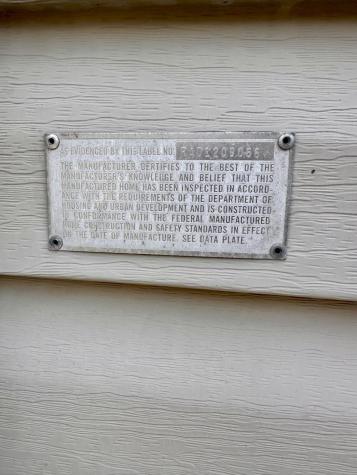 AS EVIDENCED BY THIS LABEL NO.
THE MANUFACTURER CERTIFIES TO THE BEST OF THE
MANUFACTURER'S KNOWLEDGE AND BELIEF THAT THIS
MANUFACTURED HOME HAS BEEN INSPECTED IN ACCORD-
ANCE WITH THE REQUIREMENTS OF THE DEPARTMENT OF
HOUSING AND URBAN DEVELOPMENT AND IS CONSTRUCTED
IN CONFORMANCE WITH THE FEDERAL MANUFACTURED
HOME CONSTRUCTION AND SAFETY STANDARDS IN EFFECT
ON THE DATE OF MANUFACTURE. SEE DATA PLATE.